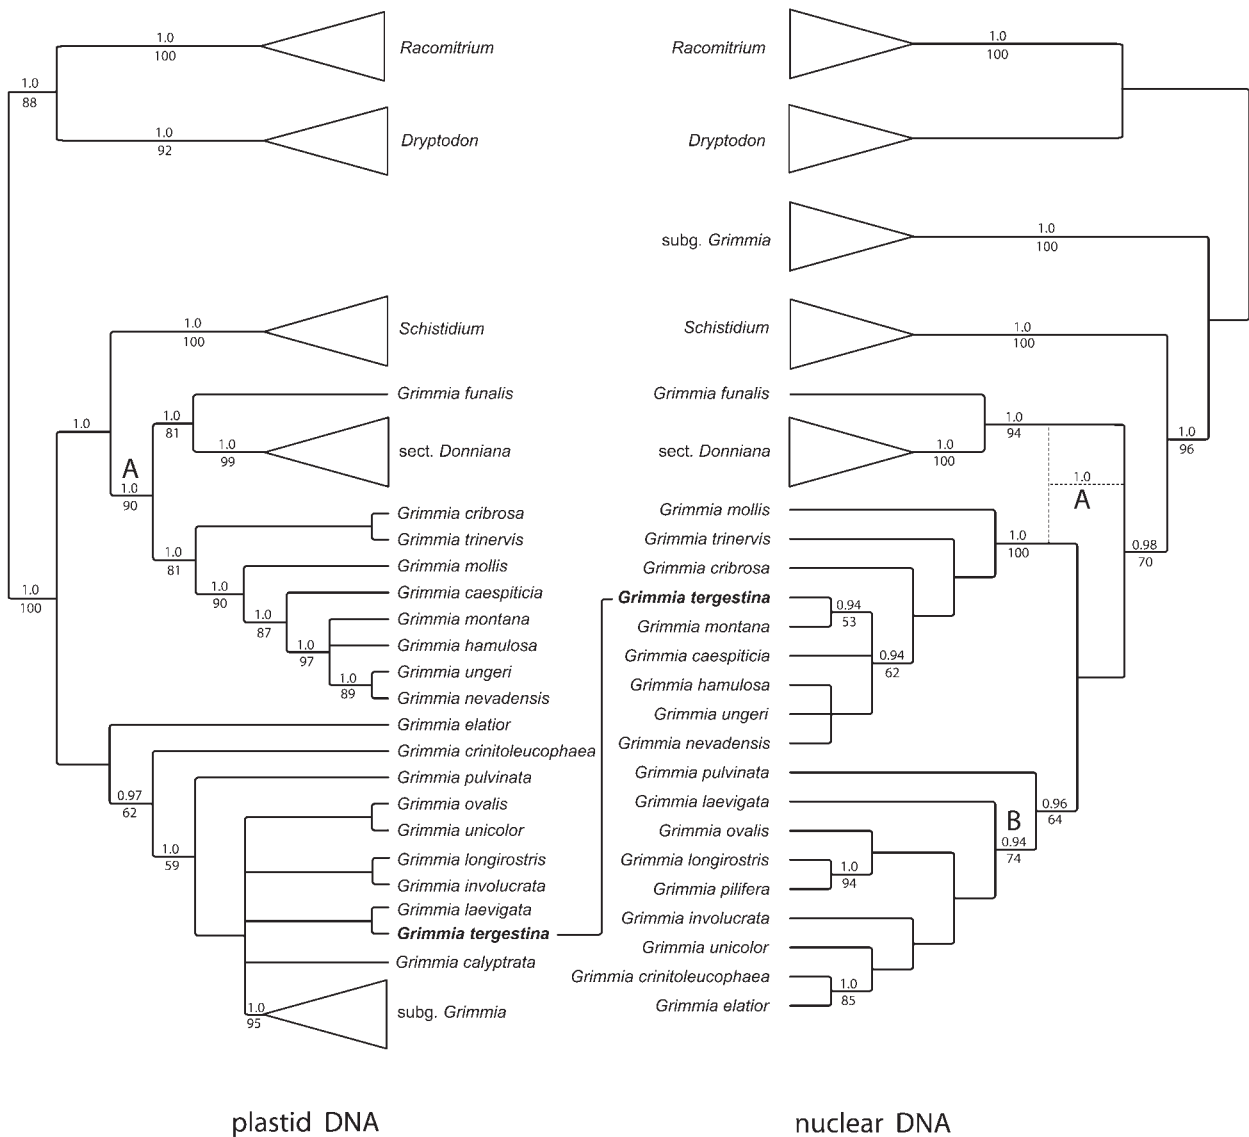 1.0
100
Racomitrium
1.0
88
1.0
92
Dryptodon
1.0
100
Schistidium
Grimmia funalis
1.0
1.0
81
1.0
99
sect. Donniana
A
1.0
90
Grimmia cribrosa
Grimmia trinervis
1.0
81
Grimmia mollis
1.0
90
Grimmia caespiticia
1.0
87
Grimmia montana
Grimmia hamulosa
1.0
97
Grimmia ungeri
1.0
89
Grimmia nevadensis
1.0
100
Grimmia elatior
Grimmia crinitoleucophaea
Grimmia pulvinata
0.97
62
Grimmia ovalis
Grimmia unicolor
1.0
59
Grimmia longirostris
Grimmia involucrata
Grimmia laevigata
Grimmia tergestina
Grimmia calyptrata
1.0
95
subg. Grimmia
plastid DNA
Racomitrium
1.0
100
Dryptodon
subg. Grimmia
1.0
100
Schistidium
1.0
100
Grimmia funalis
1.0
94
sect. Donniana
1.0
100
1.0
96
1.0
A
Grimmia mollis
1.0
100
Grimmia trinervis
0.98
70
Grimmia cribrosa
Grimmia tergestina
0.94
53
Grimmia montana
Grimmia caespiticia
0.94
62
Grimmia hamulosa
Grimmia ungeri
Grimmia nevadensis
Grimmia pulvinata
Grimmia laevigata
0.96
64
B
0.94
74
Grimmia ovalis
Grimmia longirostris
1.0
94
Grimmia pilifera
Grimmia involucrata
Grimmia unicolor
Grimmia crinitoleucophaea
1.0
85
Grimmia elatior
nuclear DNA